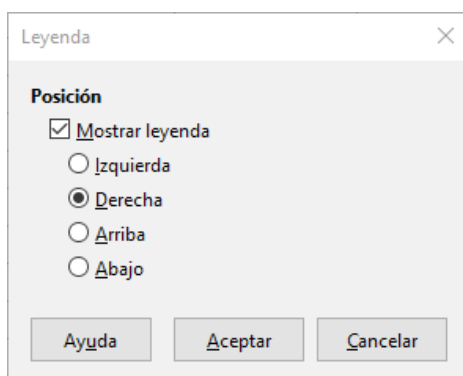 Leyenda
Posición
Mostrar leyenda
Izquierda
Derecha
Arriba
Abajo
Ayuda Aceptar Cancelar